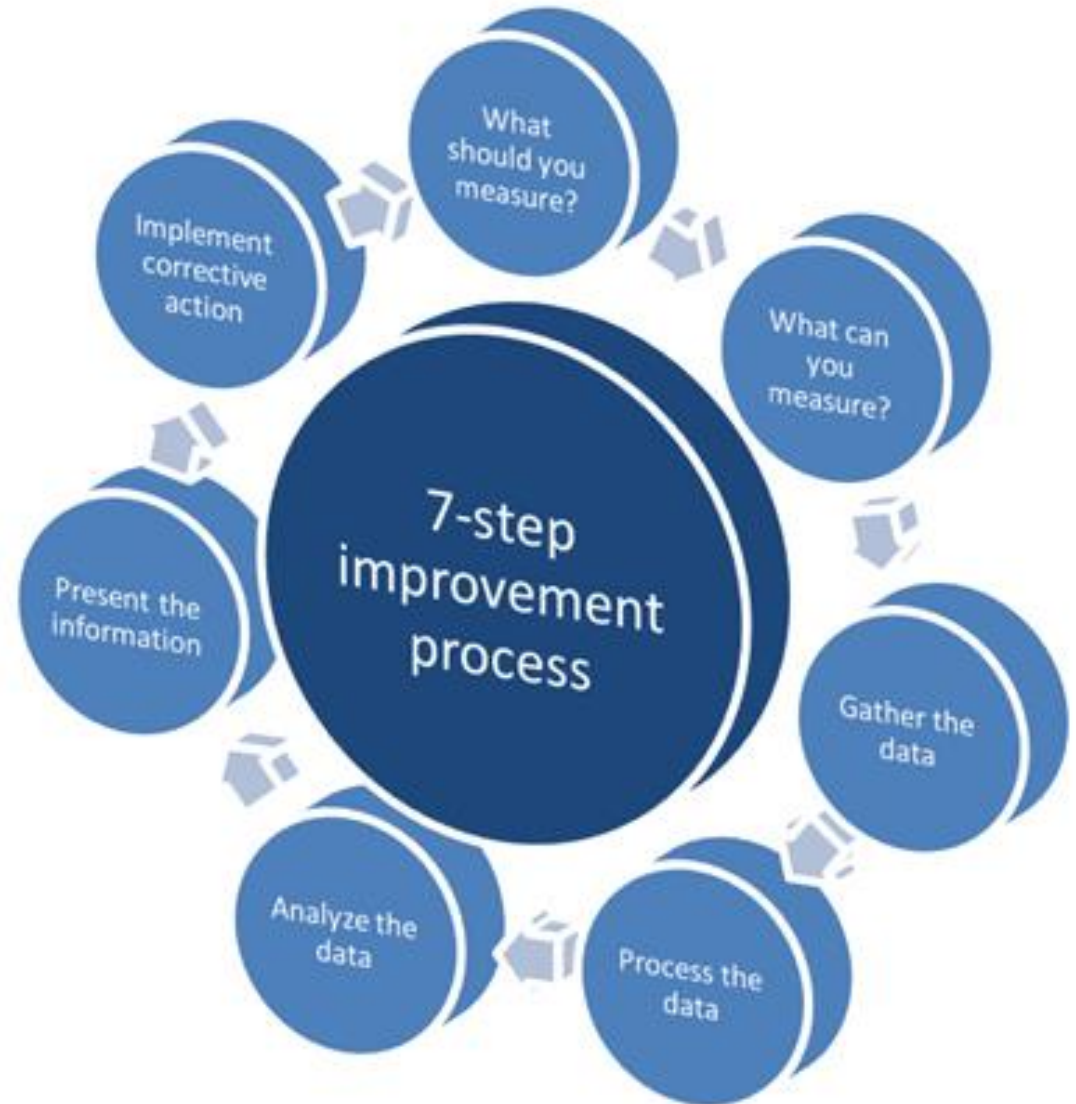 What
should you
measure?
What can
you
measure?
Gather the
data
Process the
data
Analyze the
data
Present the
information
Implement
corrective
action
7-step
improvement
process